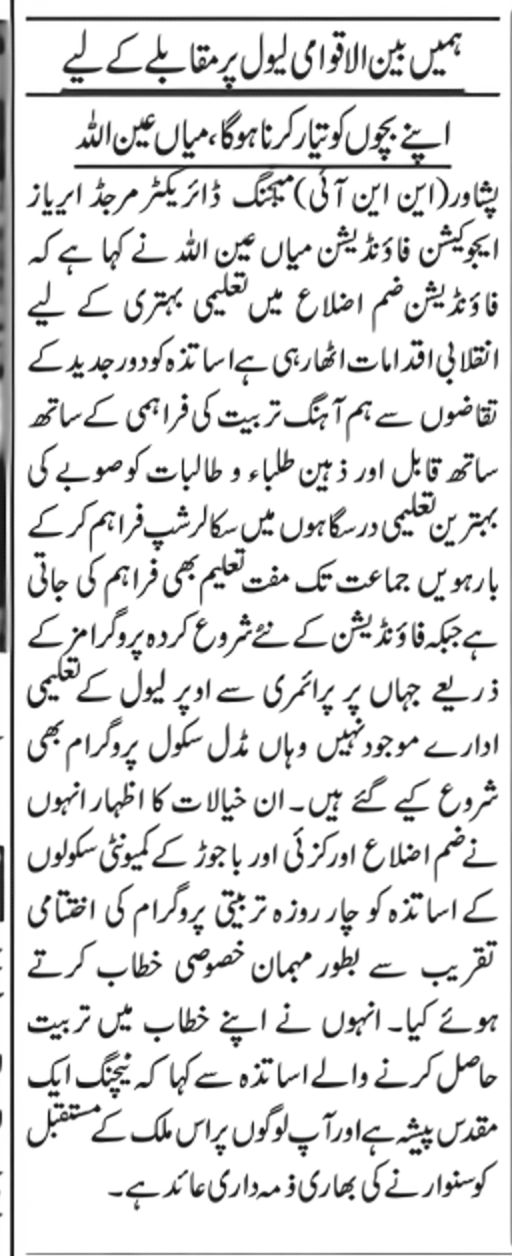 ہمیں بین الاقوامی لیول پر مقابلے کے لیے
اپنے بچوں کو تیار کرنا ہوگا، میاں عین اللہ
پشاور (این این آئی) منیجنگ ڈائریکٹر مرجڈ ایریاز
ایجوکیشن فاؤنڈیشن میاں عین اللہ نے کہا ہے کہ
فاؤنڈیشن ضم اضلاع میں تعلیمی بہتری کے لیے
انقلابی اقدامات اٹھا رہی ہے اساتذہ کو دور جدید کے
تقاضوں سے ہم آہنگ تربیت کی فراہمی کے ساتھ
ساتھ قابل اور ذہین طلباء و طالبات کو صوبے کی
بہترین تعلیمی درسگاہوں میں سکالرشپ فراہم کر کے
بارہویں جماعت تک مفت تعلیم بھی فراہم کی جاتی
ہے جبکہ فاؤنڈیشن کے نئے شروع کردہ پروگرامز کے
ذریعے جہاں پر پرائمری سے اوپر لیول کے تعلیمی
ادارے موجود نہیں وہاں مڈل سکول پروگرام بھی
شروع کیے گئے ہیں۔ ان خیالات کا اظہار انہوں
نے ضم اضلاع اورکزئی اور باجوڑ کے کمیونٹی سکولوں
کے اساتذہ کو چار روزہ تربیتی پروگرام کی اختتامی
تقریب سے بطور مہمان خصوصی خطاب کرتے
ہوئے کیا۔ انہوں نے اپنے خطاب میں تربیت
حاصل کرنے والے اساتذہ سے کہا کہ ٹیچنگ ایک
مقدس پیشہ ہے اور آپ لوگوں پر اس ملک کے مستقبل
کو سنوارنے کی بھاری ذمہ داری عائد ہے۔